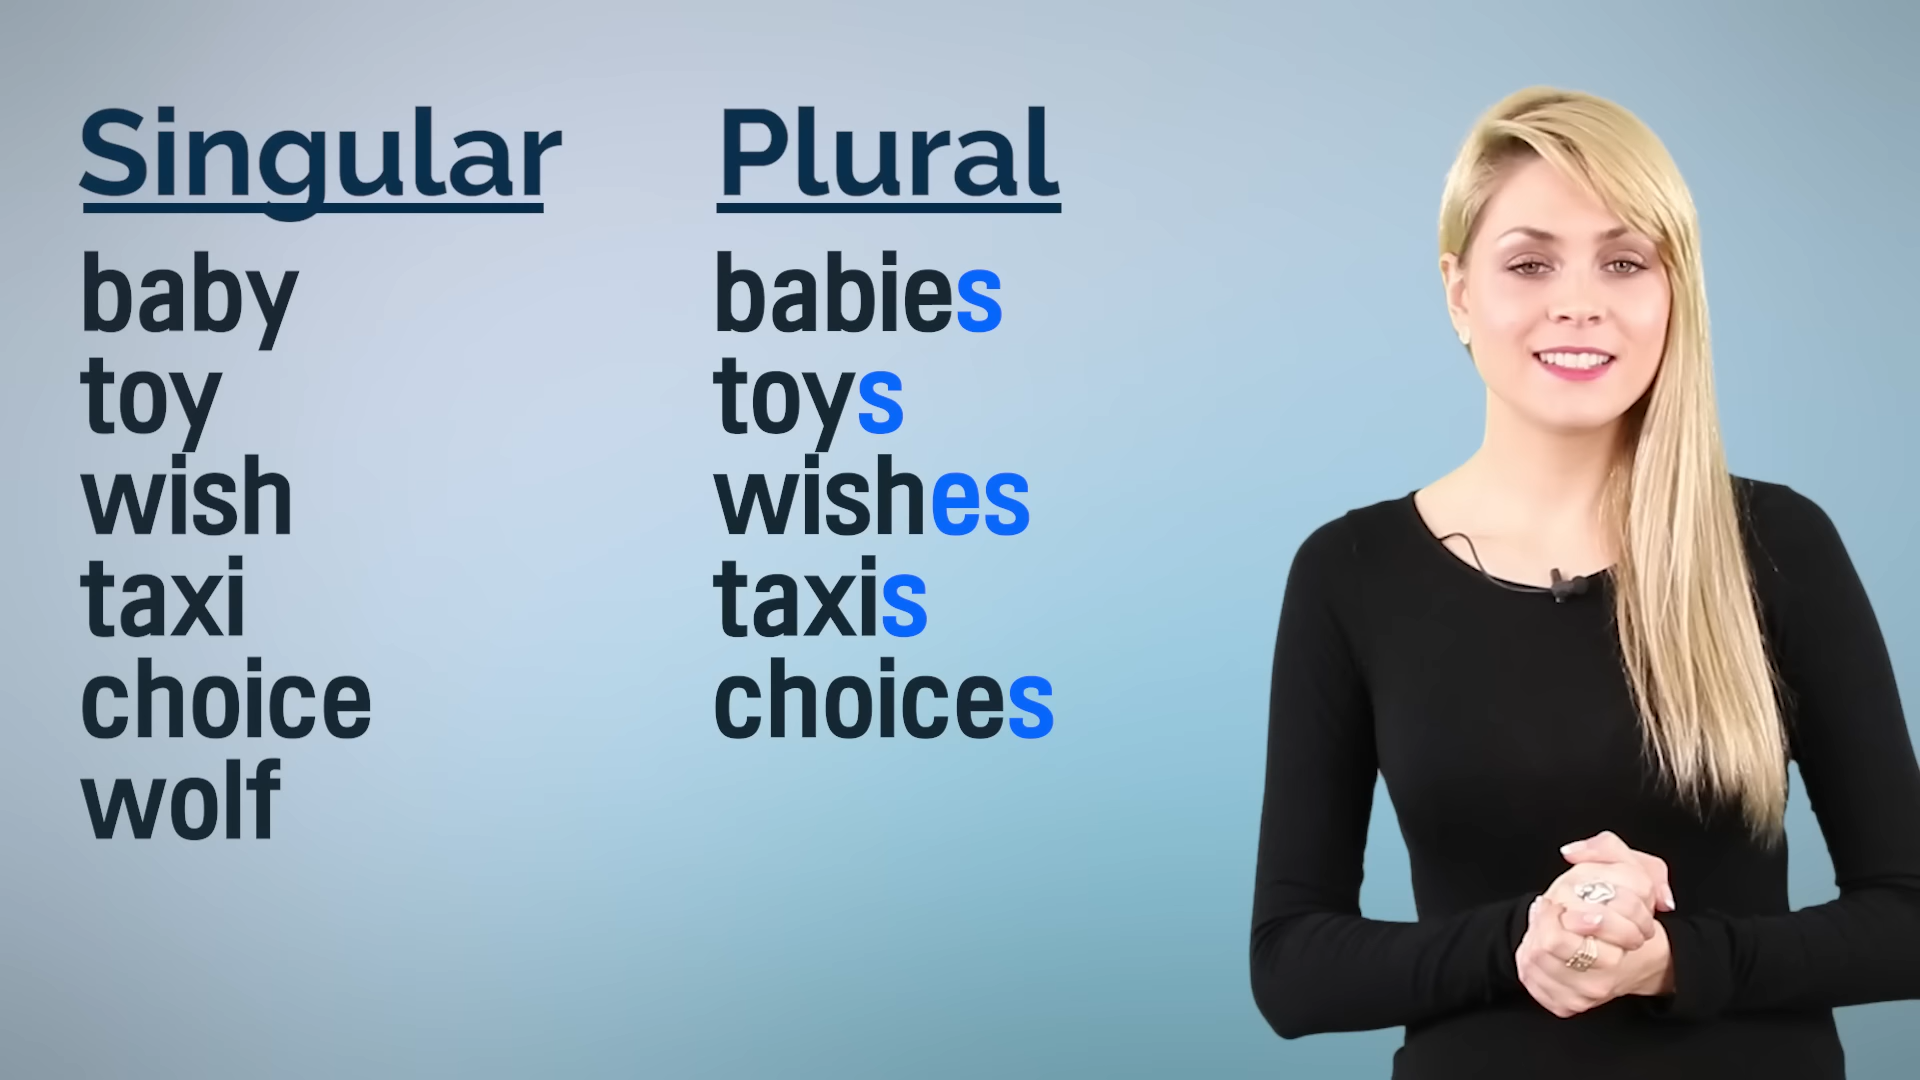 Singular Plural
baby babies
toy toys
wish wishes
taxi taxis
choice choices
wolf